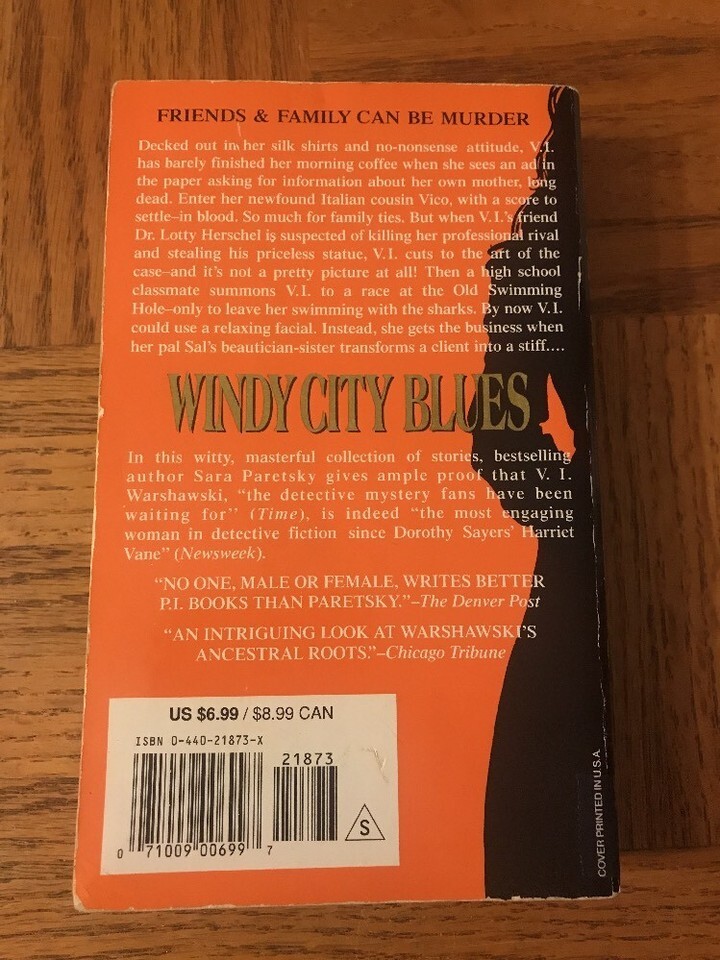 FRIENDS & FAMILY CAN BE MURDER
Decked out in her silk shirts and no-nonsense attitude, V.I.
has barely finished her morning coffee when she sees an ad in
the paper asking for information about her own mother, long
dead. Enter her newfound Italian cousin Vico, with a score to
settle–in blood. So much for family ties. But when V.I.'s friend
Dr. Lotty Herschel is suspected of killing her professional rival
and stealing his priceless statue, V.I. cuts to the art of the
case–and it's not a pretty picture at all! Then a high school
classmate summons V.I. to a race at the Old Swimming
Hole–only to leave her swimming with the sharks. By now V.I.
could use a relaxing facial. Instead, she gets the business when
her pal Sal's beautician-sister transforms a client into a stiff....
WINDY CITY BLUES
In this witty, masterful collection of stories, bestselling
author Sara Paretsky gives ample proof that V. I.
Warshawski, “the detective mystery fans have been
waiting for” (Time), is indeed “the most engaging
woman in detective fiction since Dorothy Sayers' Harriet
Vane” (Newsweek).
“NO ONE, MALE OR FEMALE, WRITES BETTER
P.I. BOOKS THAN PARETSKY.”–The Denver Post
“AN INTRIGUING LOOK AT WARSHAWSKI'S
ANCESTRAL ROOTS.”–Chicago Tribune
US $6.99 / $8.99 CAN
ISBN 0-440-21873-X
21873
S
0 71009 00699 7
COVER PRINTED IN U.S.A.